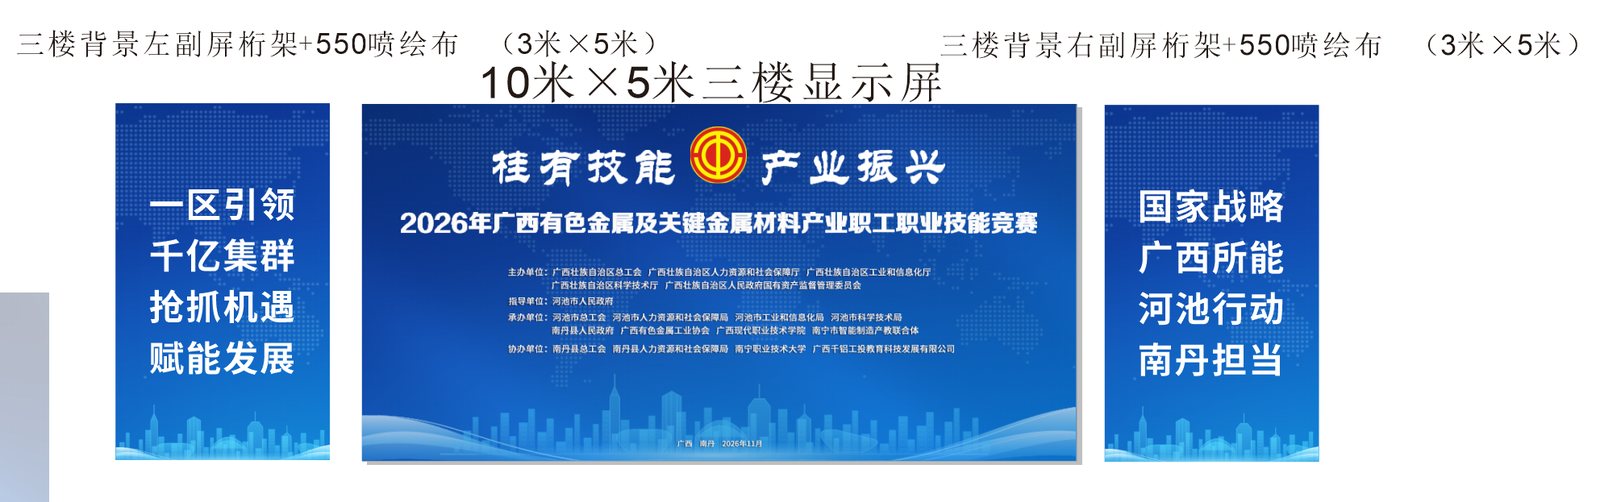 三楼背景左副屏桁架+550喷绘布 （3米×5米）
三楼背景右副屏桁架+550喷绘布 （3米×5米）
10米×5米三楼显示屏
一区引领
千亿集群
抢抓机遇
赋能发展
桂有技能 产业振兴
2026年广西有色金属及关键金属材料产业职工职业技能竞赛
主办单位：广西壮族自治区总工会 广西壮族自治区人力资源和社会保障厅 广西壮族自治区工业和信息化厅
广西壮族自治区科学技术厅 广西壮族自治区人民政府国有资产监督管理委员会
指导单位：河池市人民政府
承办单位：河池市总工会 河池市人力资源和社会保障局 河池市工业和信息化局 河池市科学技术局
南丹县人民政府 广西有色金属工业协会 广西现代职业技术学院 南宁市智能制造产教联合体
协办单位：南丹县总工会 南丹县人力资源和社会保障局 南宁职业技术大学 广西千铝工投教育科技发展有限公司
广西 南丹 2026年11月
国家战略
广西所能
河池行动
南丹担当